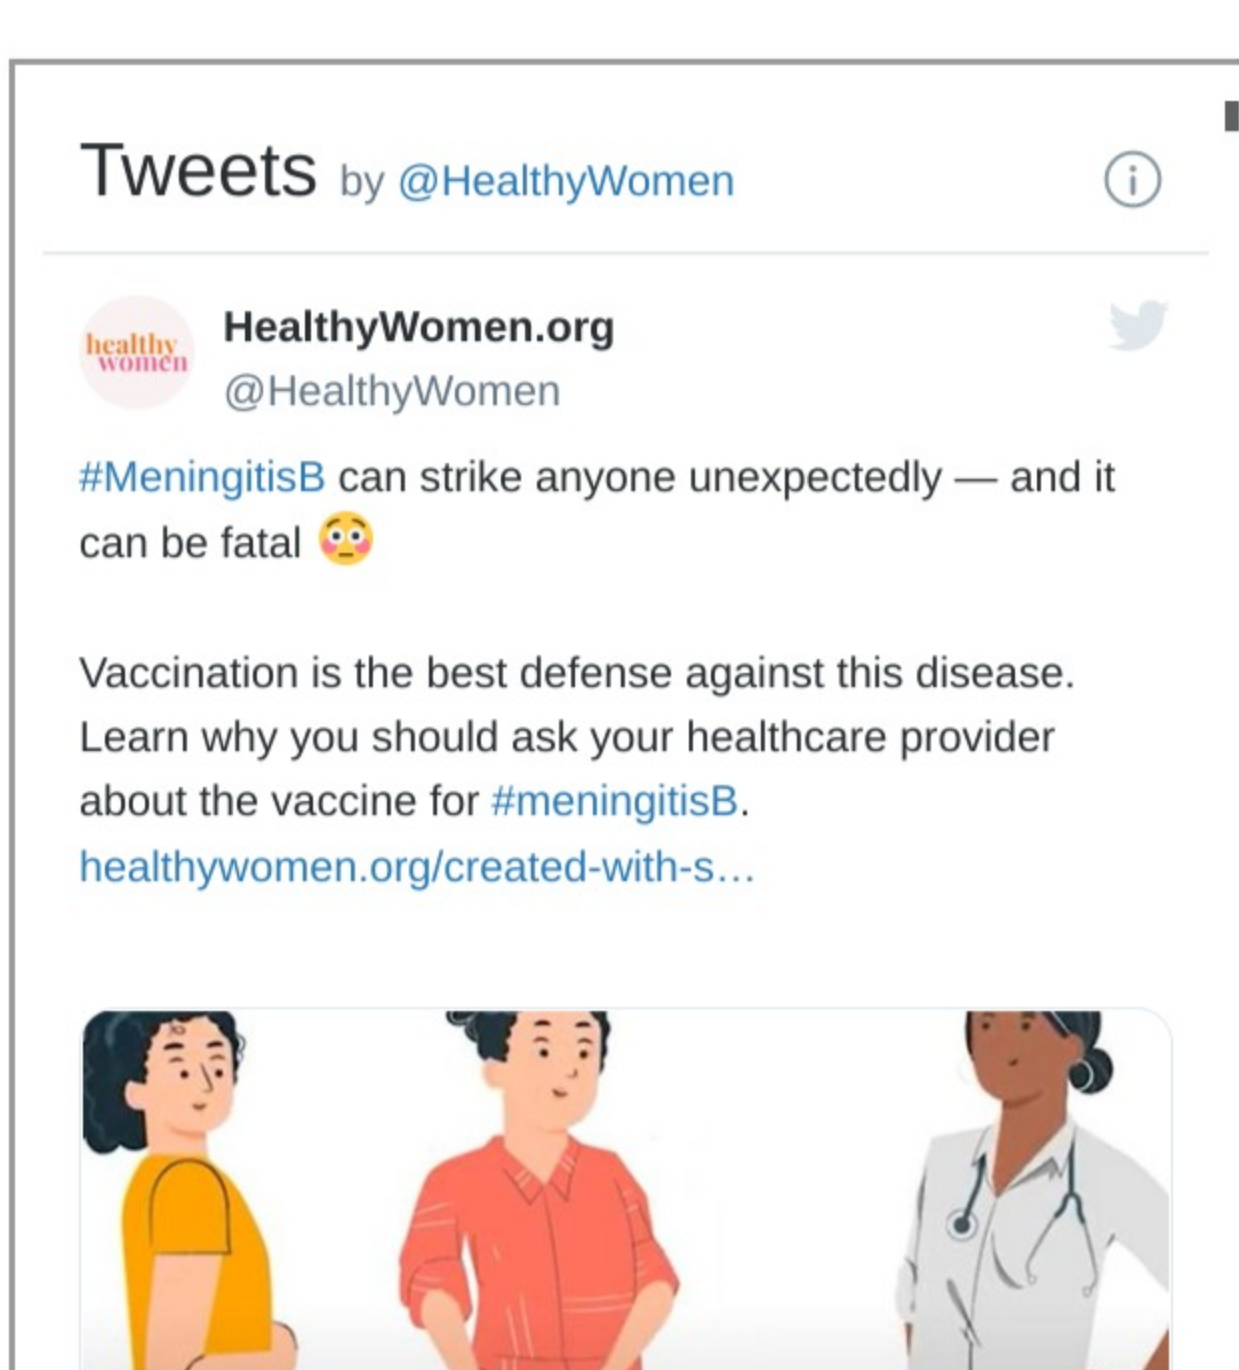 Tweets by @HealthyWomen
healthy
women
HealthyWomen.org
@HealthyWomen
#MeningitisB can strike anyone unexpectedly — and it
can be fatal 😳
Vaccination is the best defense against this disease.
Learn why you should ask your healthcare provider
about the vaccine for #meningitisB.
healthywomen.org/created-with-s…